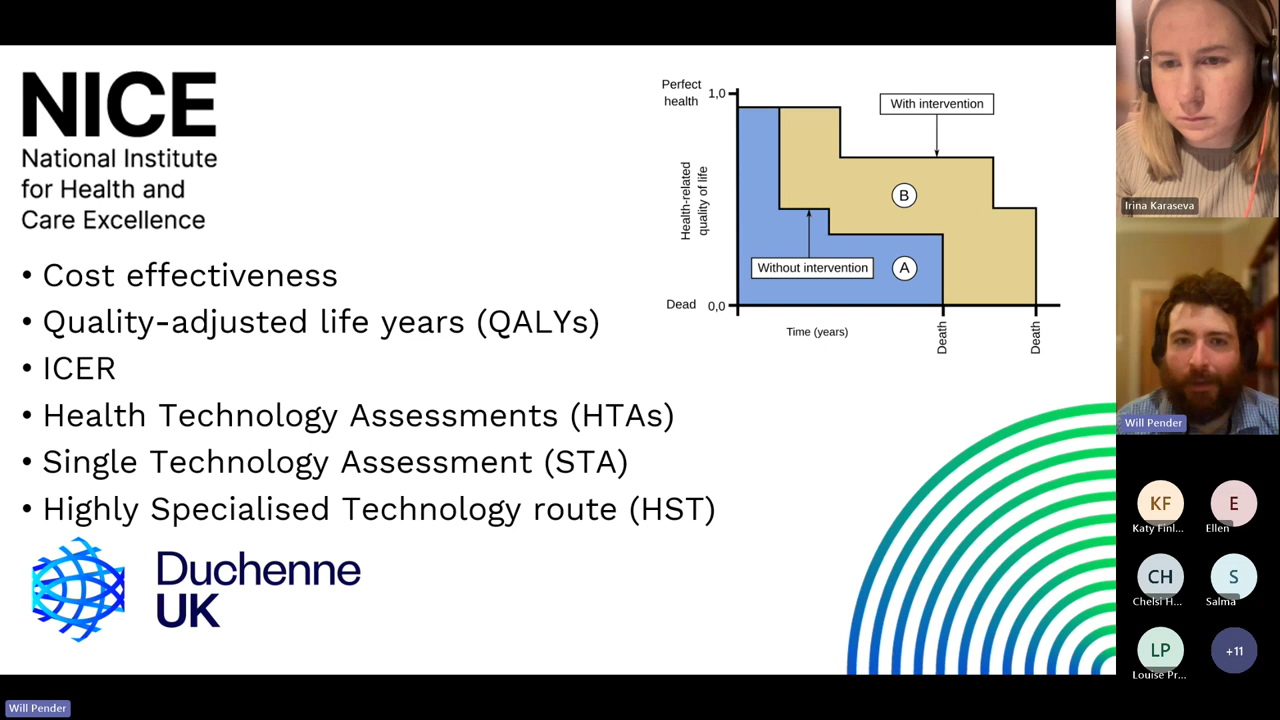 NICE
National Institute
for Health and
Care Excellence
• Cost effectiveness
• Quality-adjusted life years (QALYs)
• ICER
• Health Technology Assessments (HTAs)
• Single Technology Assessment (STA)
• Highly Specialised Technology route (HST)
Duchenne
UK
Perfect
health
1,0
Health-related
quality of life
With intervention
B
Without intervention
A
Dead
0,0
Time (years)
Death
Death
Irina Karaseva
Will Pender
KF
Katy Finl...
E
Ellen
CH
Chelsi H...
S
Salma
LP
Louise Pr...
+11
Will Pender